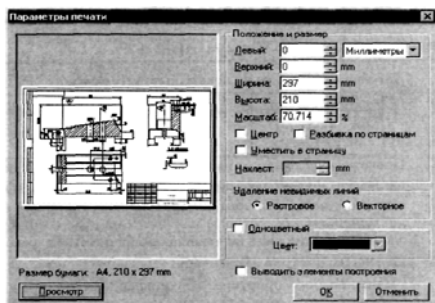 Параметры печати
Положение и размер
Левый: 0 Миллиметры
Верхний: 0 mm
Ширина: 297 mm
Высота: 210 mm
Масштаб: 70.714 %
Центр Разбивка по страницам
Уместить в страницу
Нахлест: mm
Удаление невидимых линий
Растровое Векторное
Одноцветный
Цвет:
Размер бумаги: A4, 210 x 297 mm
Выводить элементы построения
Просмотр OK Отменить